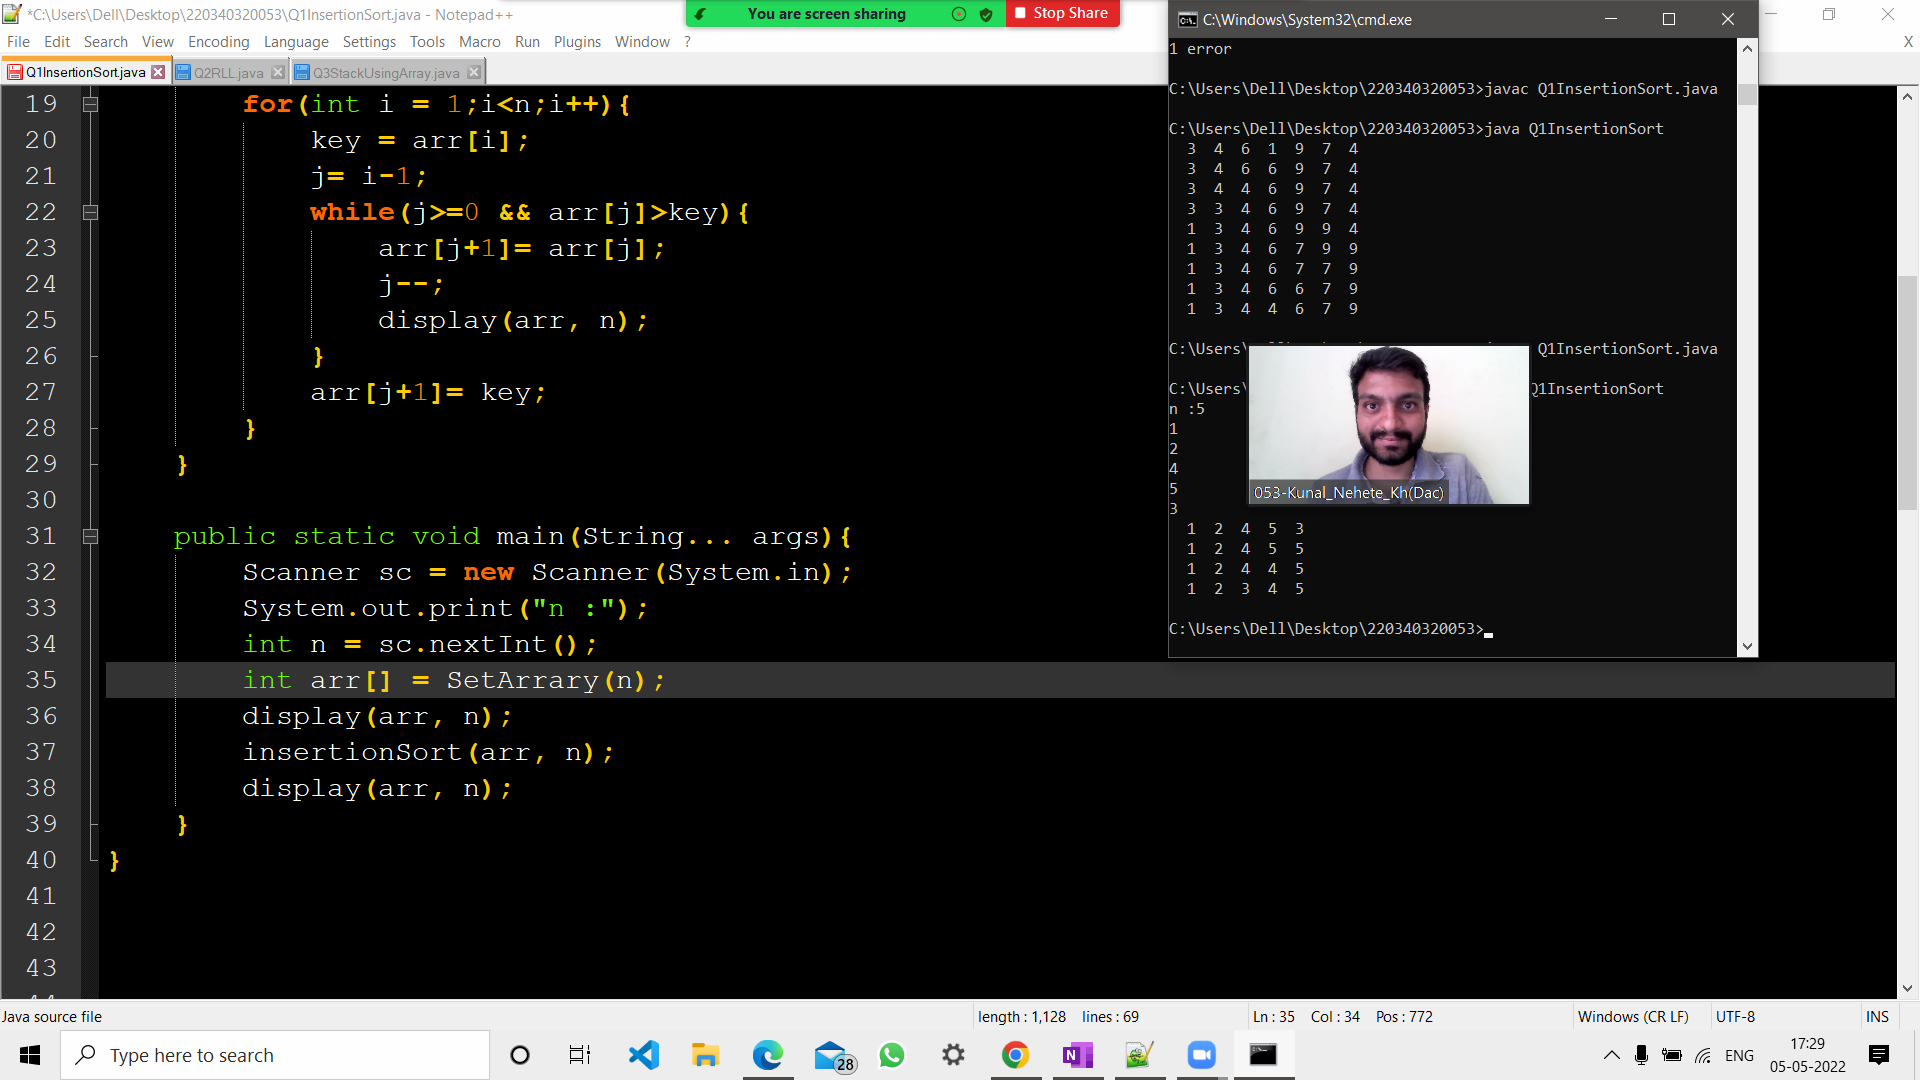 *C:\Users\Dell\Desktop\220340320053\Q1InsertionSort.java - Notepad++
You are screen sharing
Stop Share
File Edit Search View Encoding Language Settings Tools Macro Run Plugins Window ?
X
Q1InsertionSort.java Q2RLL.java Q3StackUsingArray.java
19 for(int i = 1;i<n;i++){
20 key = arr[i];
21 j= i-1;
22 while(j>=0 && arr[j]>key){
23 arr[j+1]= arr[j];
24 j--;
25 display(arr, n);
26 }
27 arr[j+1]= key;
28 }
29 }
30
31 public static void main(String... args){
32 Scanner sc = new Scanner(System.in);
33 System.out.print("n :");
34 int n = sc.nextInt();
35 int arr[] = SetArrary(n);
36 display(arr, n);
37 insertionSort(arr, n);
38 display(arr, n);
39 }
40 }
41
42
43
C:\Windows\System32\cmd.exe
1 error
C:\Users\Dell\Desktop\220340320053>javac Q1InsertionSort.java
C:\Users\Dell\Desktop\220340320053>java Q1InsertionSort
3 4 6 1 9 7 4
3 4 6 6 9 7 4
3 4 4 6 9 7 4
3 3 4 6 9 7 4
1 3 4 6 9 9 4
1 3 4 6 7 9 9
1 3 4 6 7 7 9
1 3 4 6 6 7 9
1 3 4 4 6 7 9
C:\Users\ Q1InsertionSort.java
C:\Users\ Q1InsertionSort
n :5
1
2
4
5
3
053-Kunal_Nehete_Kh(Dac)
1 2 4 5 3
1 2 4 5 5
1 2 4 4 5
1 2 3 4 5
C:\Users\Dell\Desktop\220340320053>
Java source file
length : 1,128 lines : 69
Ln : 35 Col : 34 Pos : 772
Windows (CR LF)
UTF-8
INS
Type here to search
28
ENG
17:29
05-05-2022